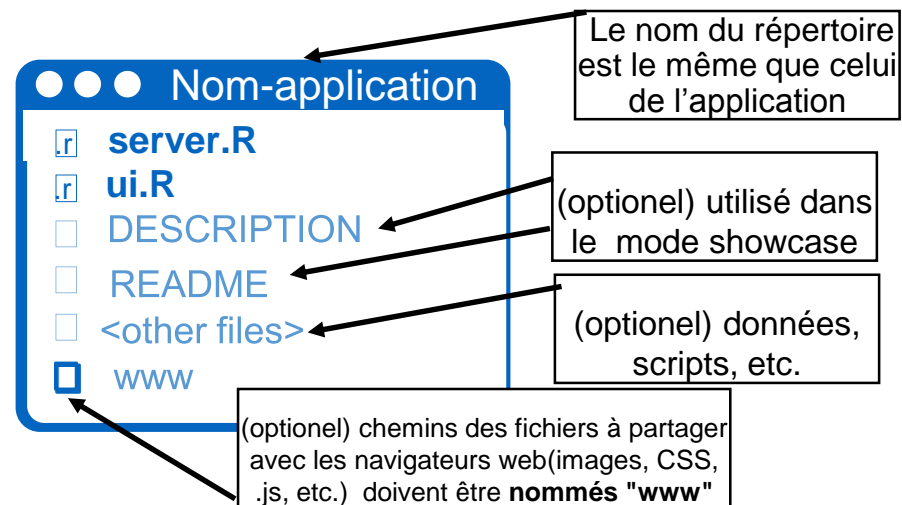 Le nom du répertoire
est le même que celui
de l’application
Nom-application
.r server.R
.r ui.R
DESCRIPTION
README
<other files>
www
(optionel) utilisé dans
le mode showcase
(optionel) données,
scripts, etc.
(optionel) chemins des fichiers à partager
avec les navigateurs web(images, CSS,
.js, etc.) doivent être nommés "www"